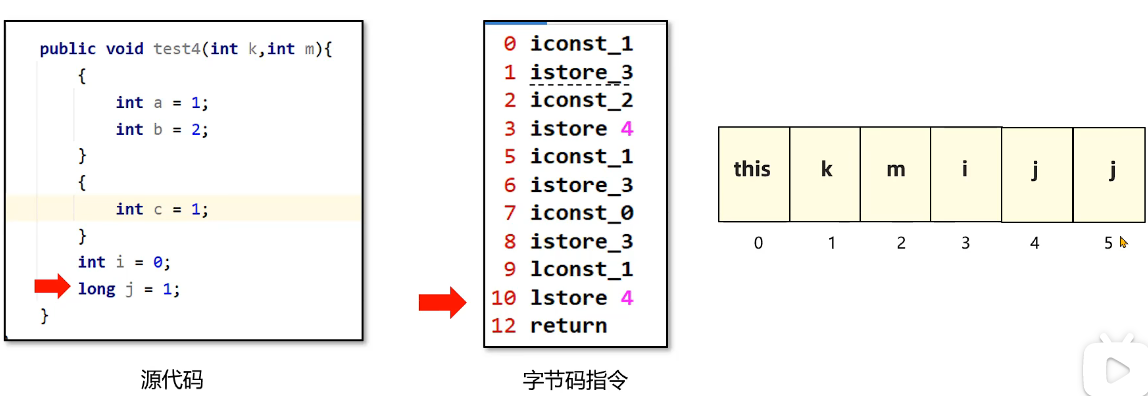 public void test4(int k,int m){
{
int a = 1;
int b = 2;
}
{
int c = 1;
}
int i = 0;
long j = 1;
}
源代码
0 iconst_1
1 istore_3
2 iconst_2
3 istore 4
5 iconst_1
6 istore_3
7 iconst_0
8 istore_3
9 lconst_1
10 lstore 4
12 return
字节码指令
this k m i j j
0 1 2 3 4 5